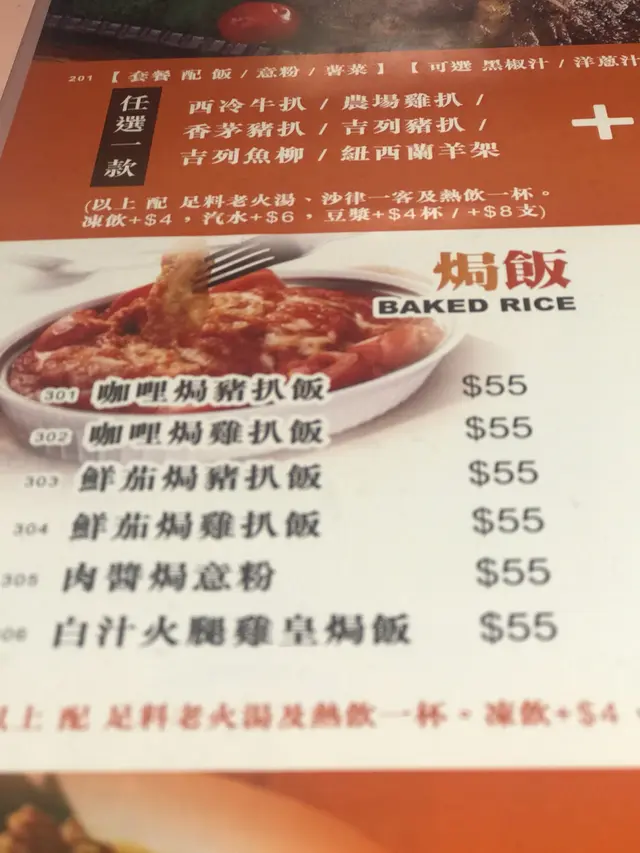 201 【 套餐 配 飯 / 意粉 / 薯菜 】 【 可選 黑椒汁 / 洋蔥汁
任選一款
西冷牛扒 / 農場雞扒 /
香茅豬扒 / 吉列豬扒 /
吉列魚柳 / 紐西蘭羊架
+
(以上 配 足料老火湯、沙律一客及熱飲一杯。
凍飲+$4，汽水+$6，豆漿+$4杯 / +$8支)
焗飯
BAKED RICE
301 咖哩焗豬扒飯 $55
302 咖哩焗雞扒飯 $55
303 鮮茄焗豬扒飯 $55
304 鮮茄焗雞扒飯 $55
305 肉醬焗意粉 $55
06 白汁火腿雞皇焗飯 $55
以上 配 足料老火湯及熱飲一杯。凍飲+$4